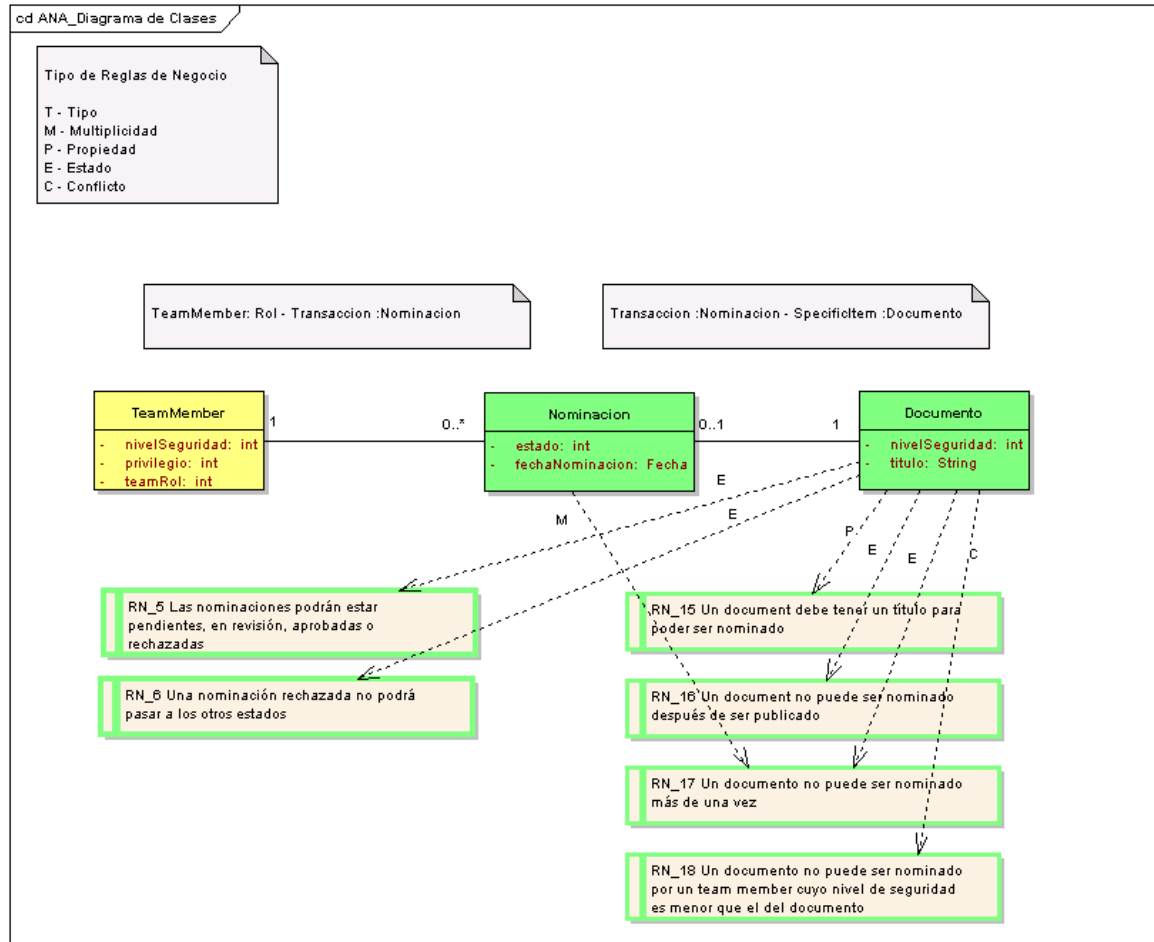 cd ANA_Diagrama de Clases
Tipo de Reglas de Negocio
T - Tipo
M - Multiplicidad
P - Propiedad
E - Estado
C - Conflicto
TeamMember: Rol - Transaccion :Nominacion
Transaccion :Nominacion - SpecificItem :Documento
TeamMember
- nivelSeguridad: int
- privilegio: int
- teamRol: int
1
0..*
Nominacion
- estado: int
- fechaNominacion: Fecha
0..1
1
Documento
- nivelSeguridad: int
- titulo: String
E
E
M
P
E
E
C
RN_5 Las nominaciones podrán estar
pendientes, en revisión, aprobadas o
rechazadas
RN_6 Una nominación rechazada no podrá
pasar a los otros estados
RN_15 Un document debe tener un título para
poder ser nominado
RN_16 Un document no puede ser nominado
después de ser publicado
RN_17 Un documento no puede ser nominado
más de una vez
RN_18 Un documento no puede ser nominado
por un team member cuyo nivel de seguridad
es menor que el del documento